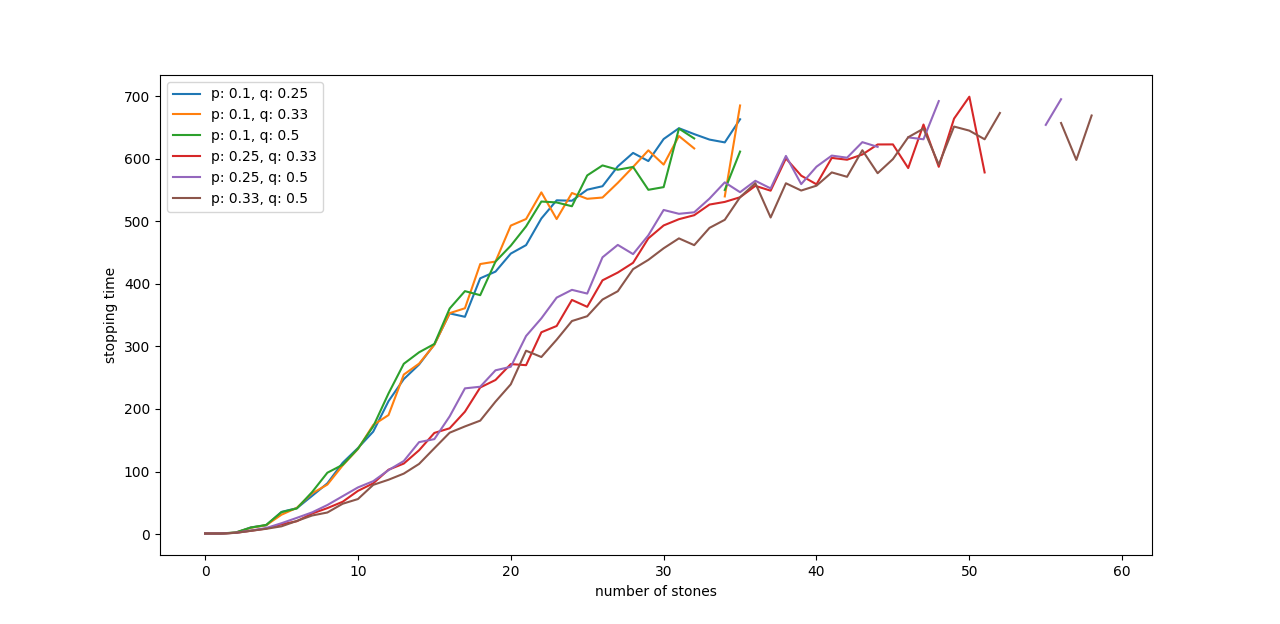 p: 0.1, q: 0.25
p: 0.1, q: 0.33
p: 0.1, q: 0.5
p: 0.25, q: 0.33
p: 0.25, q: 0.5
p: 0.33, q: 0.5
700
600
500
400
300
200
100
0
stopping time
0 10 20 30 40 50 60
number of stones